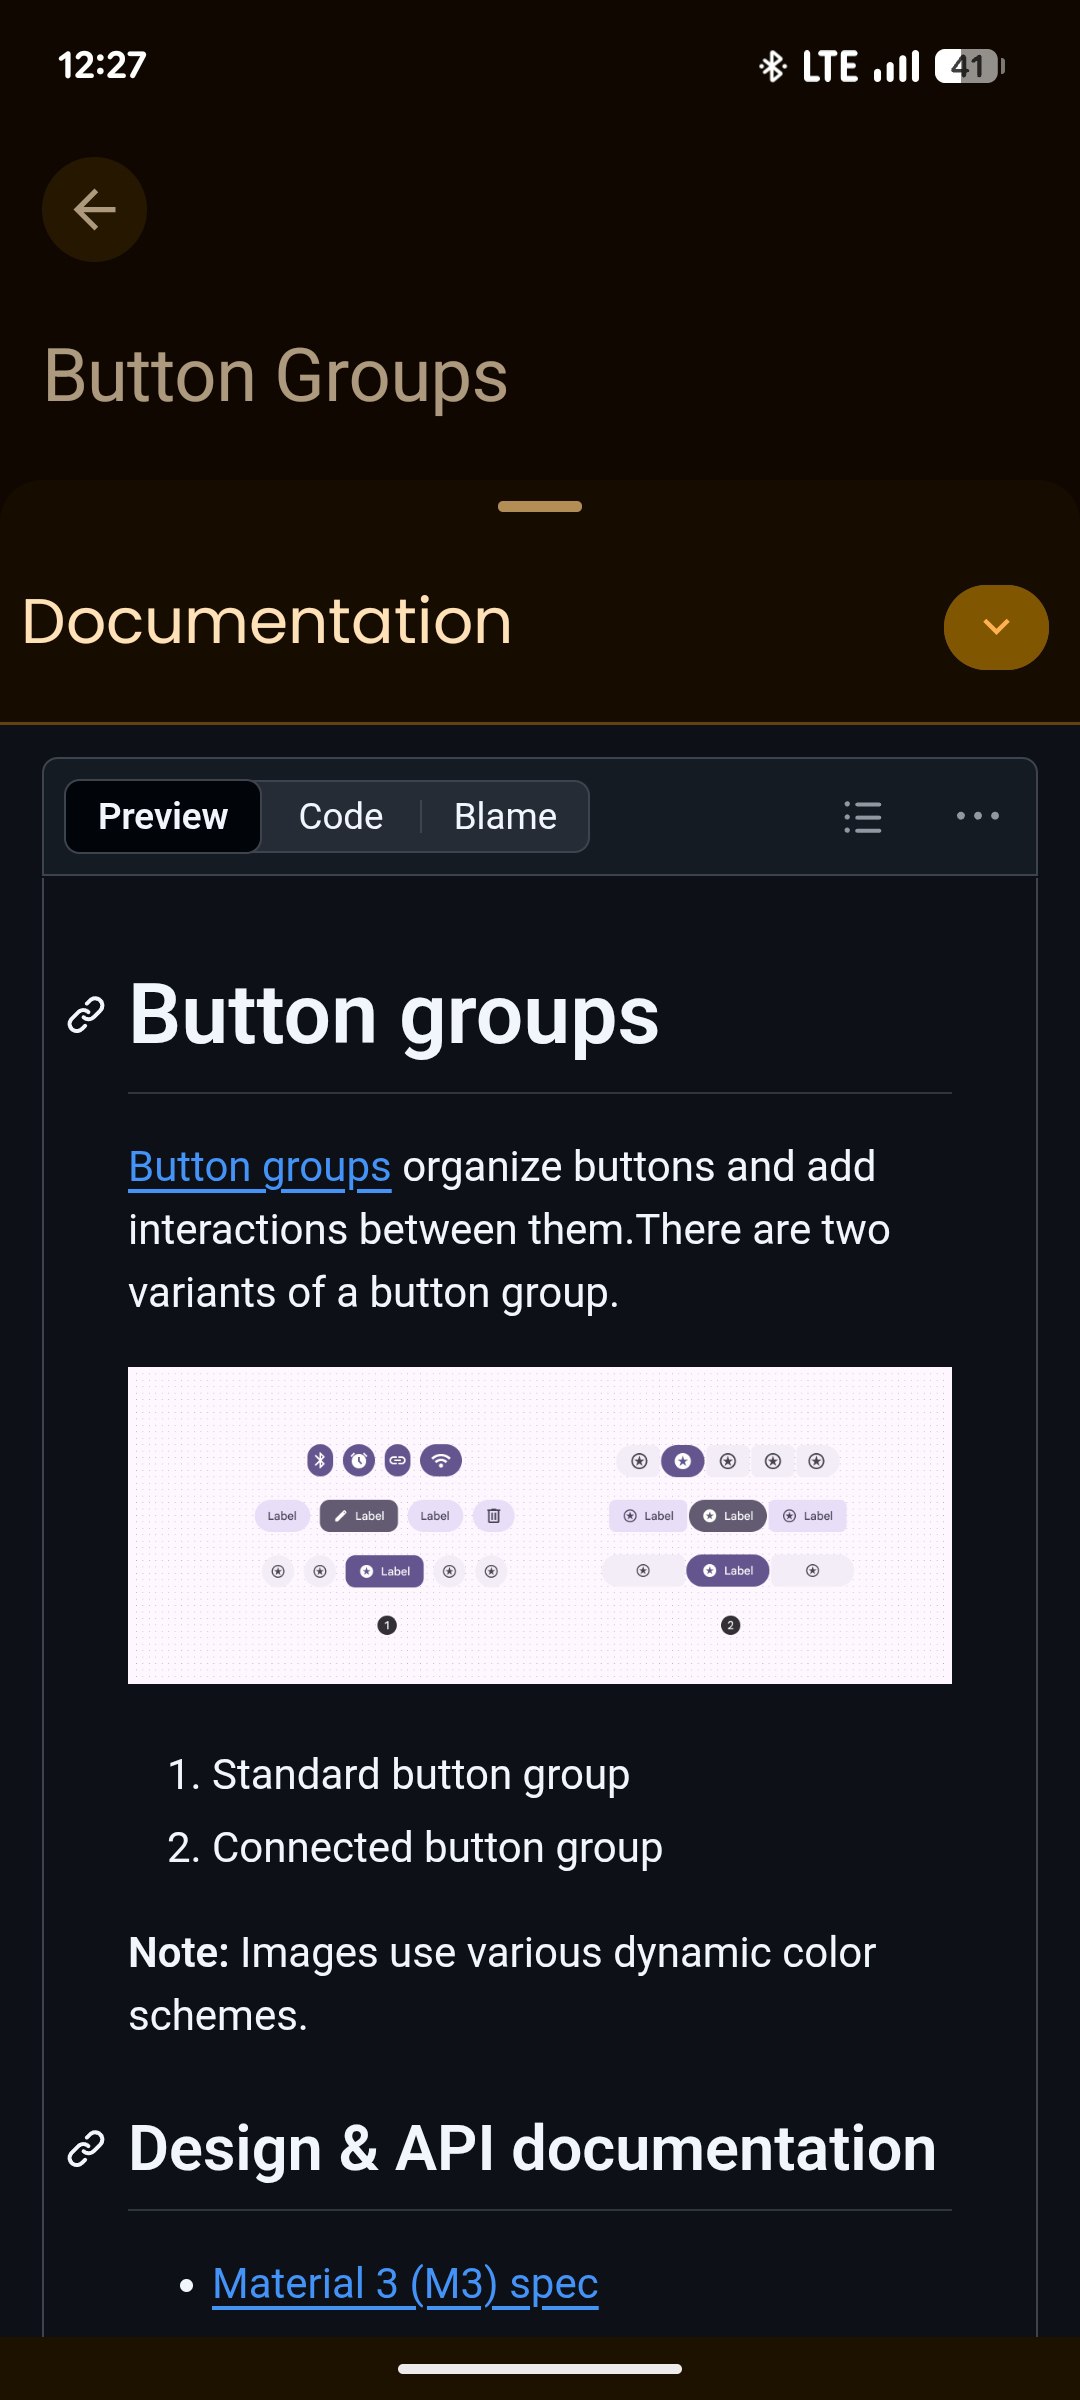 12:27
LTE
41
Button Groups
Documentation
Preview
Code
Blame
Button groups
Button groups organize buttons and add
interactions between them.There are two
variants of a button group.
Label
Label
Label
Label
1
Label
Label
Label
Label
2
1. Standard button group
2. Connected button group
Note: Images use various dynamic color
schemes.
Design & API documentation
• Material 3 (M3) spec